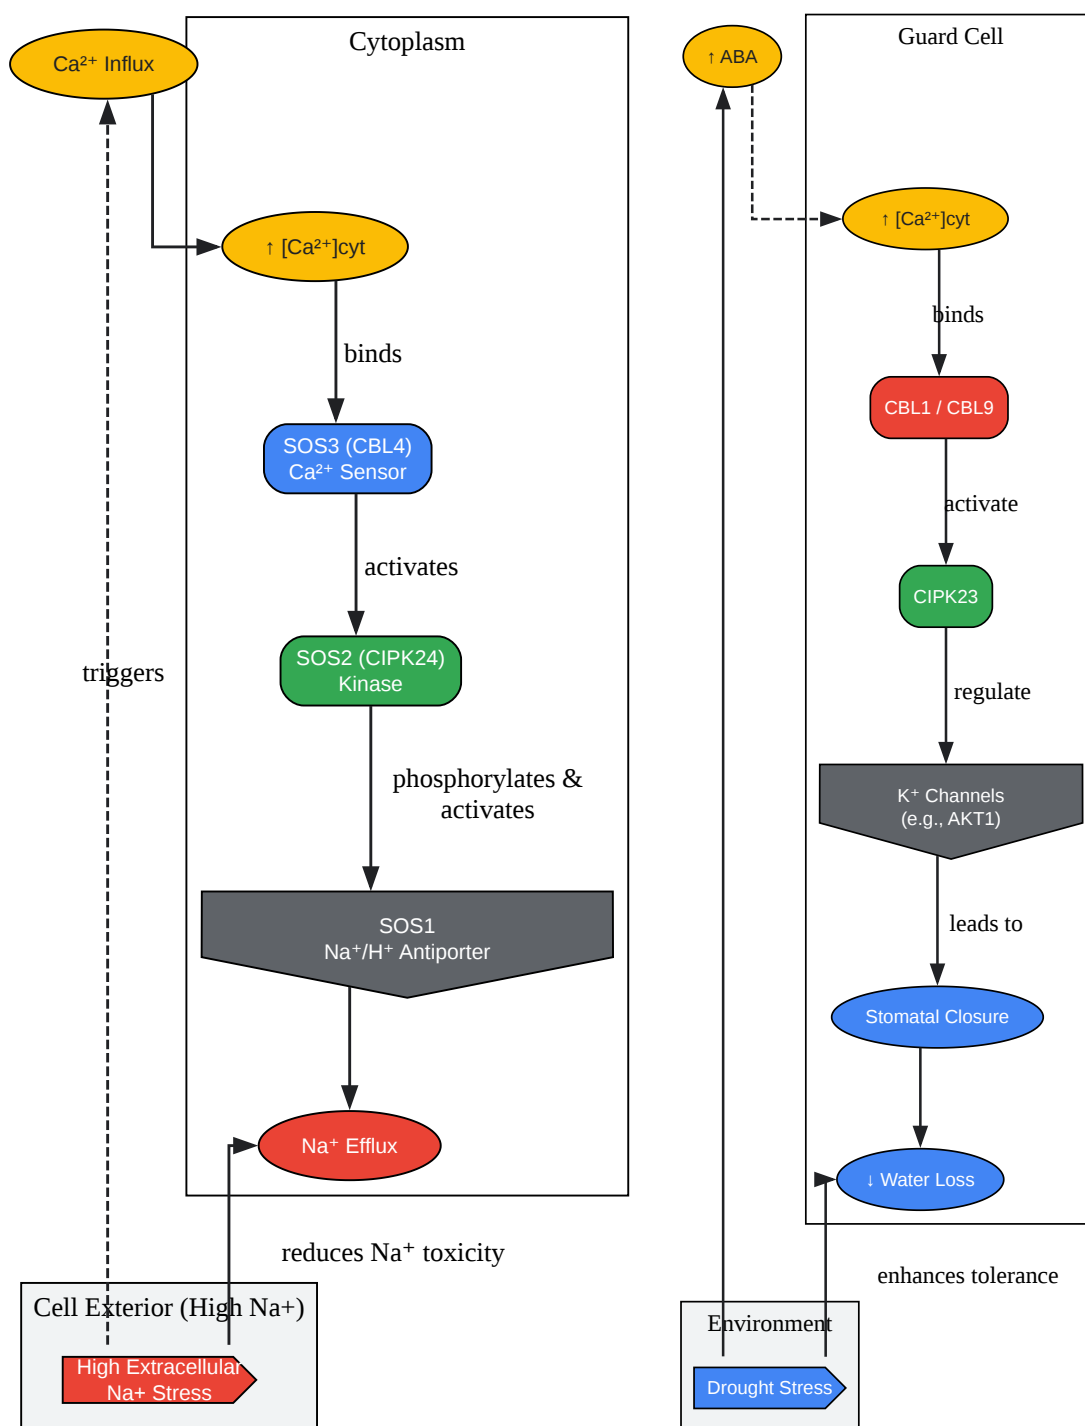 Cytoplasm
Ca²⁺ Influx
↑ [Ca²⁺]cyt
binds
SOS3 (CBL4)
Ca²⁺ Sensor
activates
SOS2 (CIPK24)
Kinase
triggers
phosphorylates &
activates
SOS1
Na⁺/H⁺ Antiporter
Na⁺ Efflux
reduces Na⁺ toxicity
Cell Exterior (High Na+)
High Extracellular
Na+ Stress
Guard Cell
↑ ABA
↑ [Ca²⁺]cyt
binds
CBL1 / CBL9
activate
CIPK23
regulate
K⁺ Channels
(e.g., AKT1)
leads to
Stomatal Closure
↓ Water Loss
enhances tolerance
Environment
Drought Stress